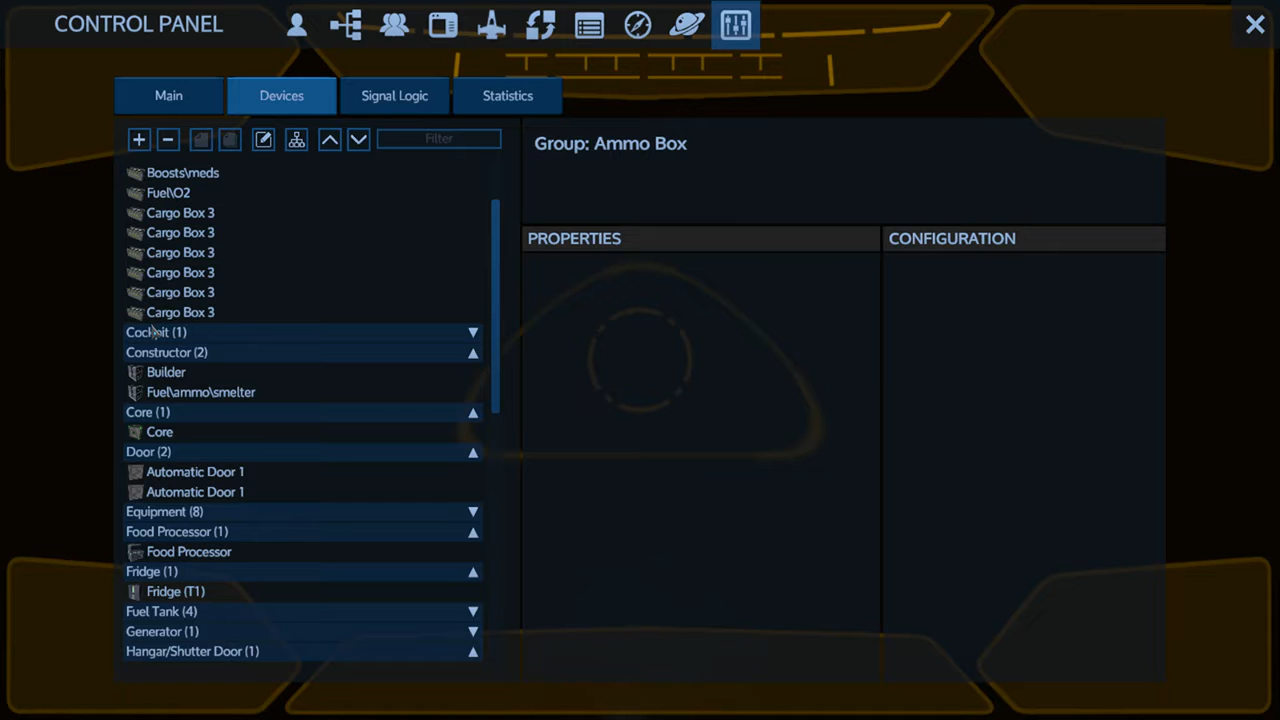 CONTROL PANEL
Main
Devices
Signal Logic
Statistics
Filter
Boosts\meds
Fuel\O2
Cargo Box 3
Cargo Box 3
Cargo Box 3
Cargo Box 3
Cargo Box 3
Cargo Box 3
Cockpit (1)
Constructor (2)
Builder
Fuel\ammo\smelter
Core (1)
Core
Door (2)
Automatic Door 1
Automatic Door 1
Equipment (8)
Food Processor (1)
Food Processor
Fridge (1)
Fridge (T1)
Fuel Tank (4)
Generator (1)
Hangar/Shutter Door (1)
Group: Ammo Box
PROPERTIES
CONFIGURATION